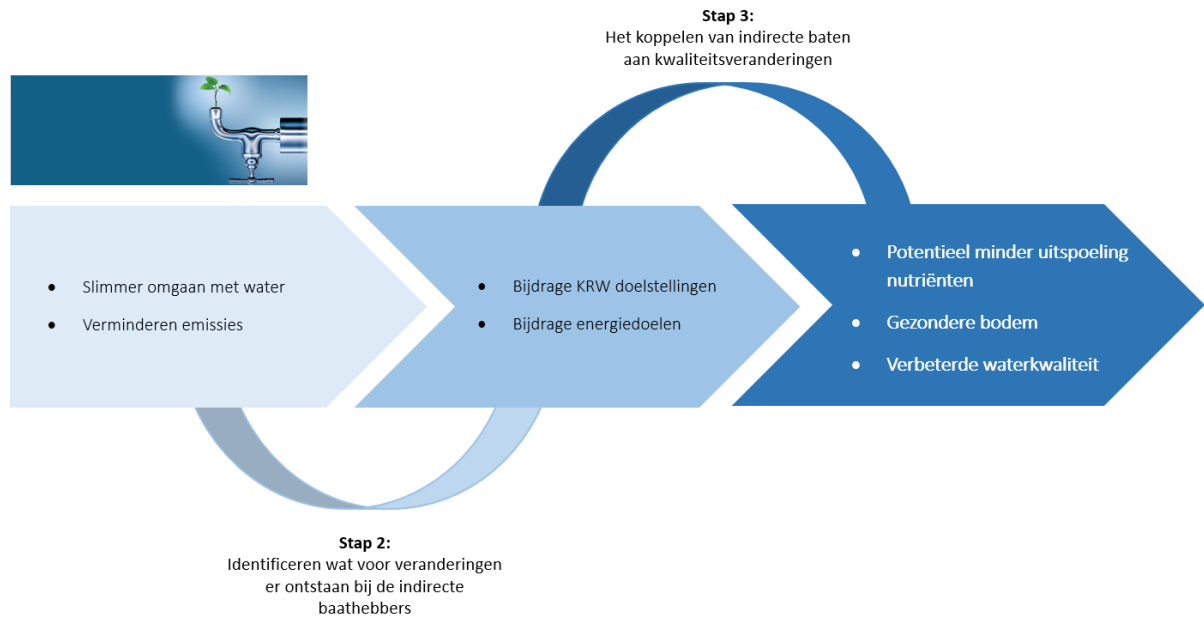 Stap 3:
Het koppelen van indirecte baten
aan kwaliteitsveranderingen
Slimmer omgaan met water
Verminderen emissies
Bijdrage KRW doelstellingen
Bijdrage energiedoelen
Potentieel minder uitspoeling
nutriënten
Gezondere bodem
Verbeterde waterkwaliteit
Stap 2:
Identificeren wat voor veranderingen
er ontstaan bij de indirecte
baathebbers